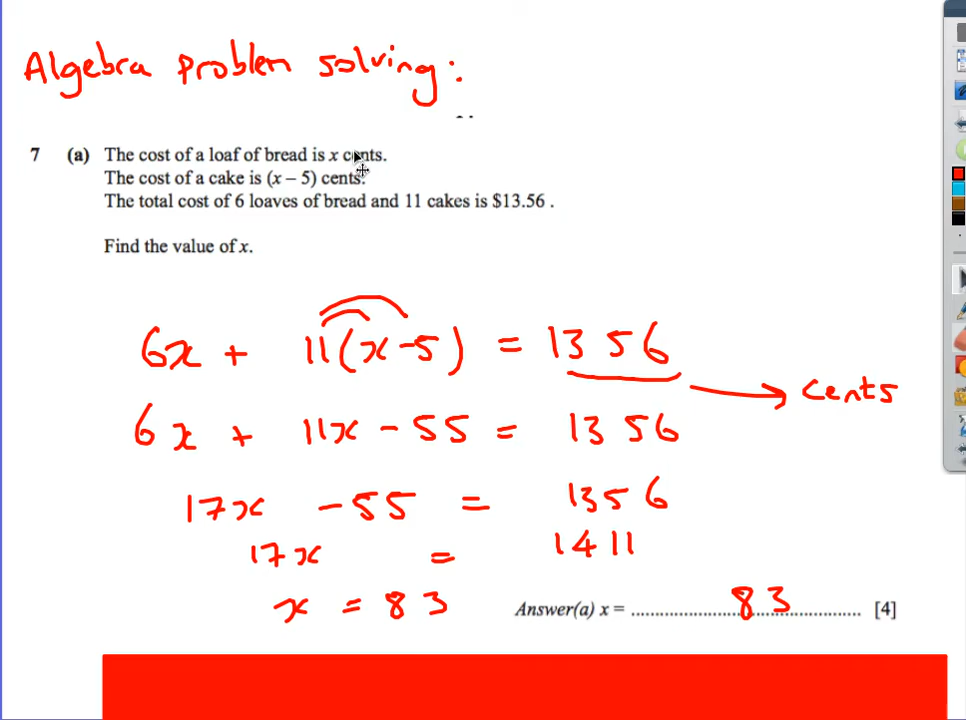 Algebra problem solving:
7 (a) The cost of a loaf of bread is x cents.
The cost of a cake is (x – 5) cents.
The total cost of 6 loaves of bread and 11 cakes is $13.56 .
Find the value of x.
6x + 11(x-5) = 1356
cents
6x + 11x - 55 = 1356
17x - 55 = 1356
17x = 1411
x = 83
Answer(a) x = ........................83................ [4]